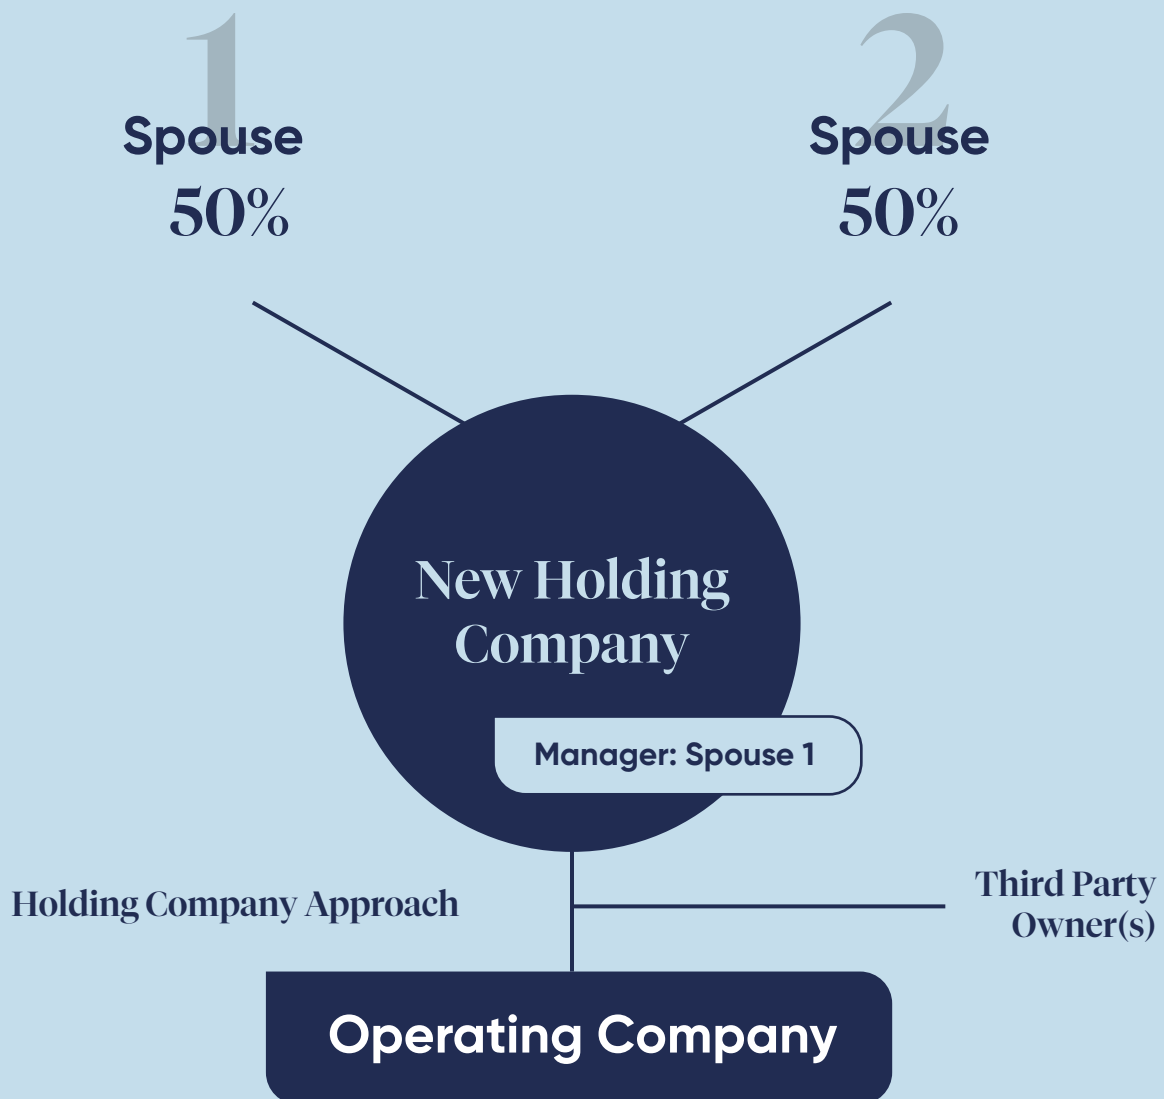 1
2
Spouse
Spouse
50%
50%
New Holding
Company
Manager: Spouse 1
Holding Company Approach
Third Party
Owner(s)
Operating Company